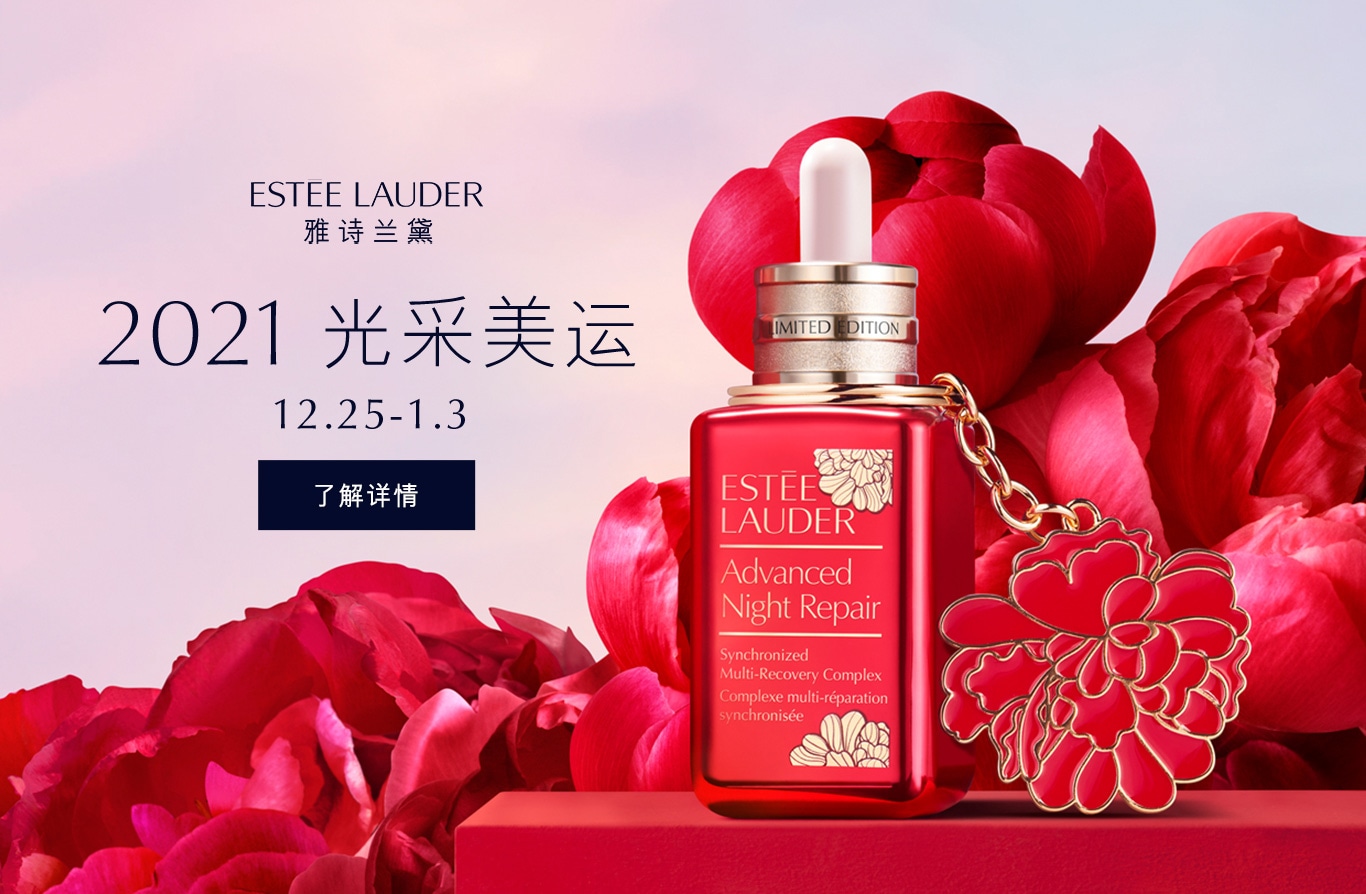 ESTĒE LAUDER
雅诗兰黛
2021 光采美运
12.25-1.3
了解详情
LIMITED EDITION
ESTĒE
LAUDER
Advanced
Night Repair
Synchronized
Multi-Recovery Complex
Complexe multi-réparation
synchronisée